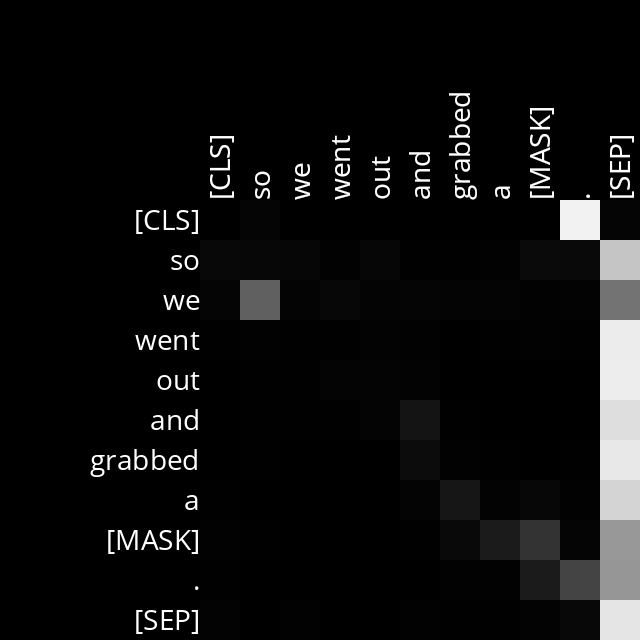 [CLS] so we went out and grabbed a [MASK] . [SEP]
[CLS]
so
we
went
out
and
grabbed
a
[MASK]
.
[SEP]